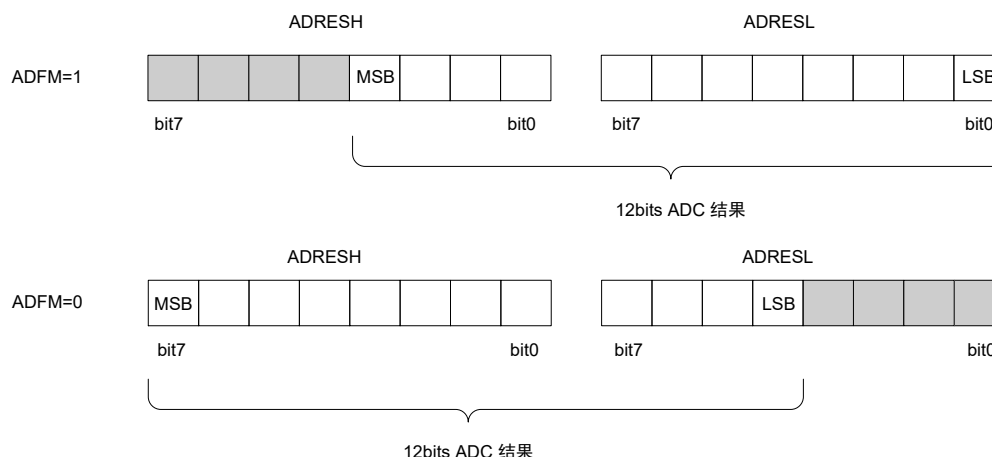 ADRESH ADRESL
ADFM=1 MSB LSB
bit7 bit0 bit7 bit0
12bits ADC 结果
ADRESH ADRESL
ADFM=0 MSB LSB
bit7 bit0 bit7 bit0
12bits ADC 结果